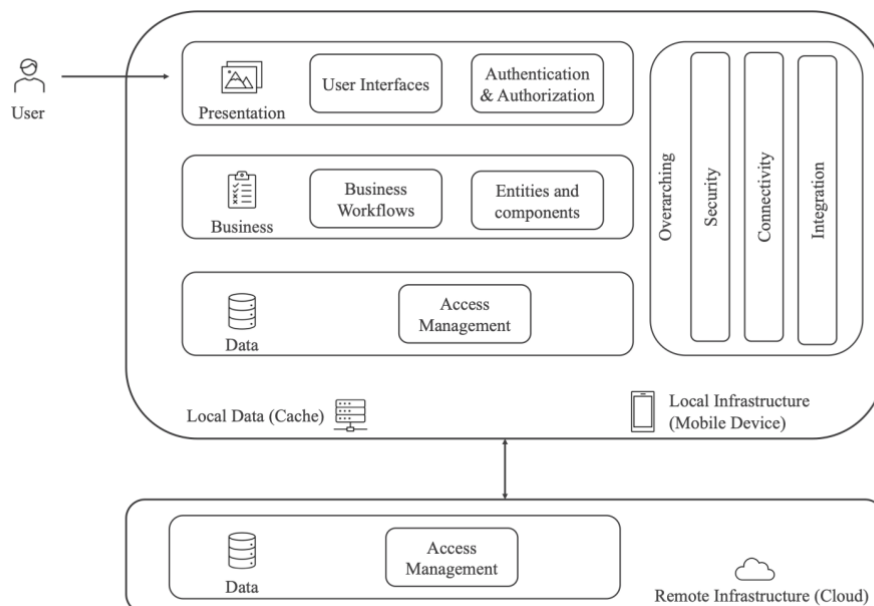 User
Presentation
User Interfaces
Authentication
& Authorization
Business
Business
Workflows
Entities and
components
Data
Access
Management
Overarching
Security
Connectivity
Integration
Local Data (Cache)
Local Infrastructure
(Mobile Device)
Data
Access
Management
Remote Infrastructure (Cloud)